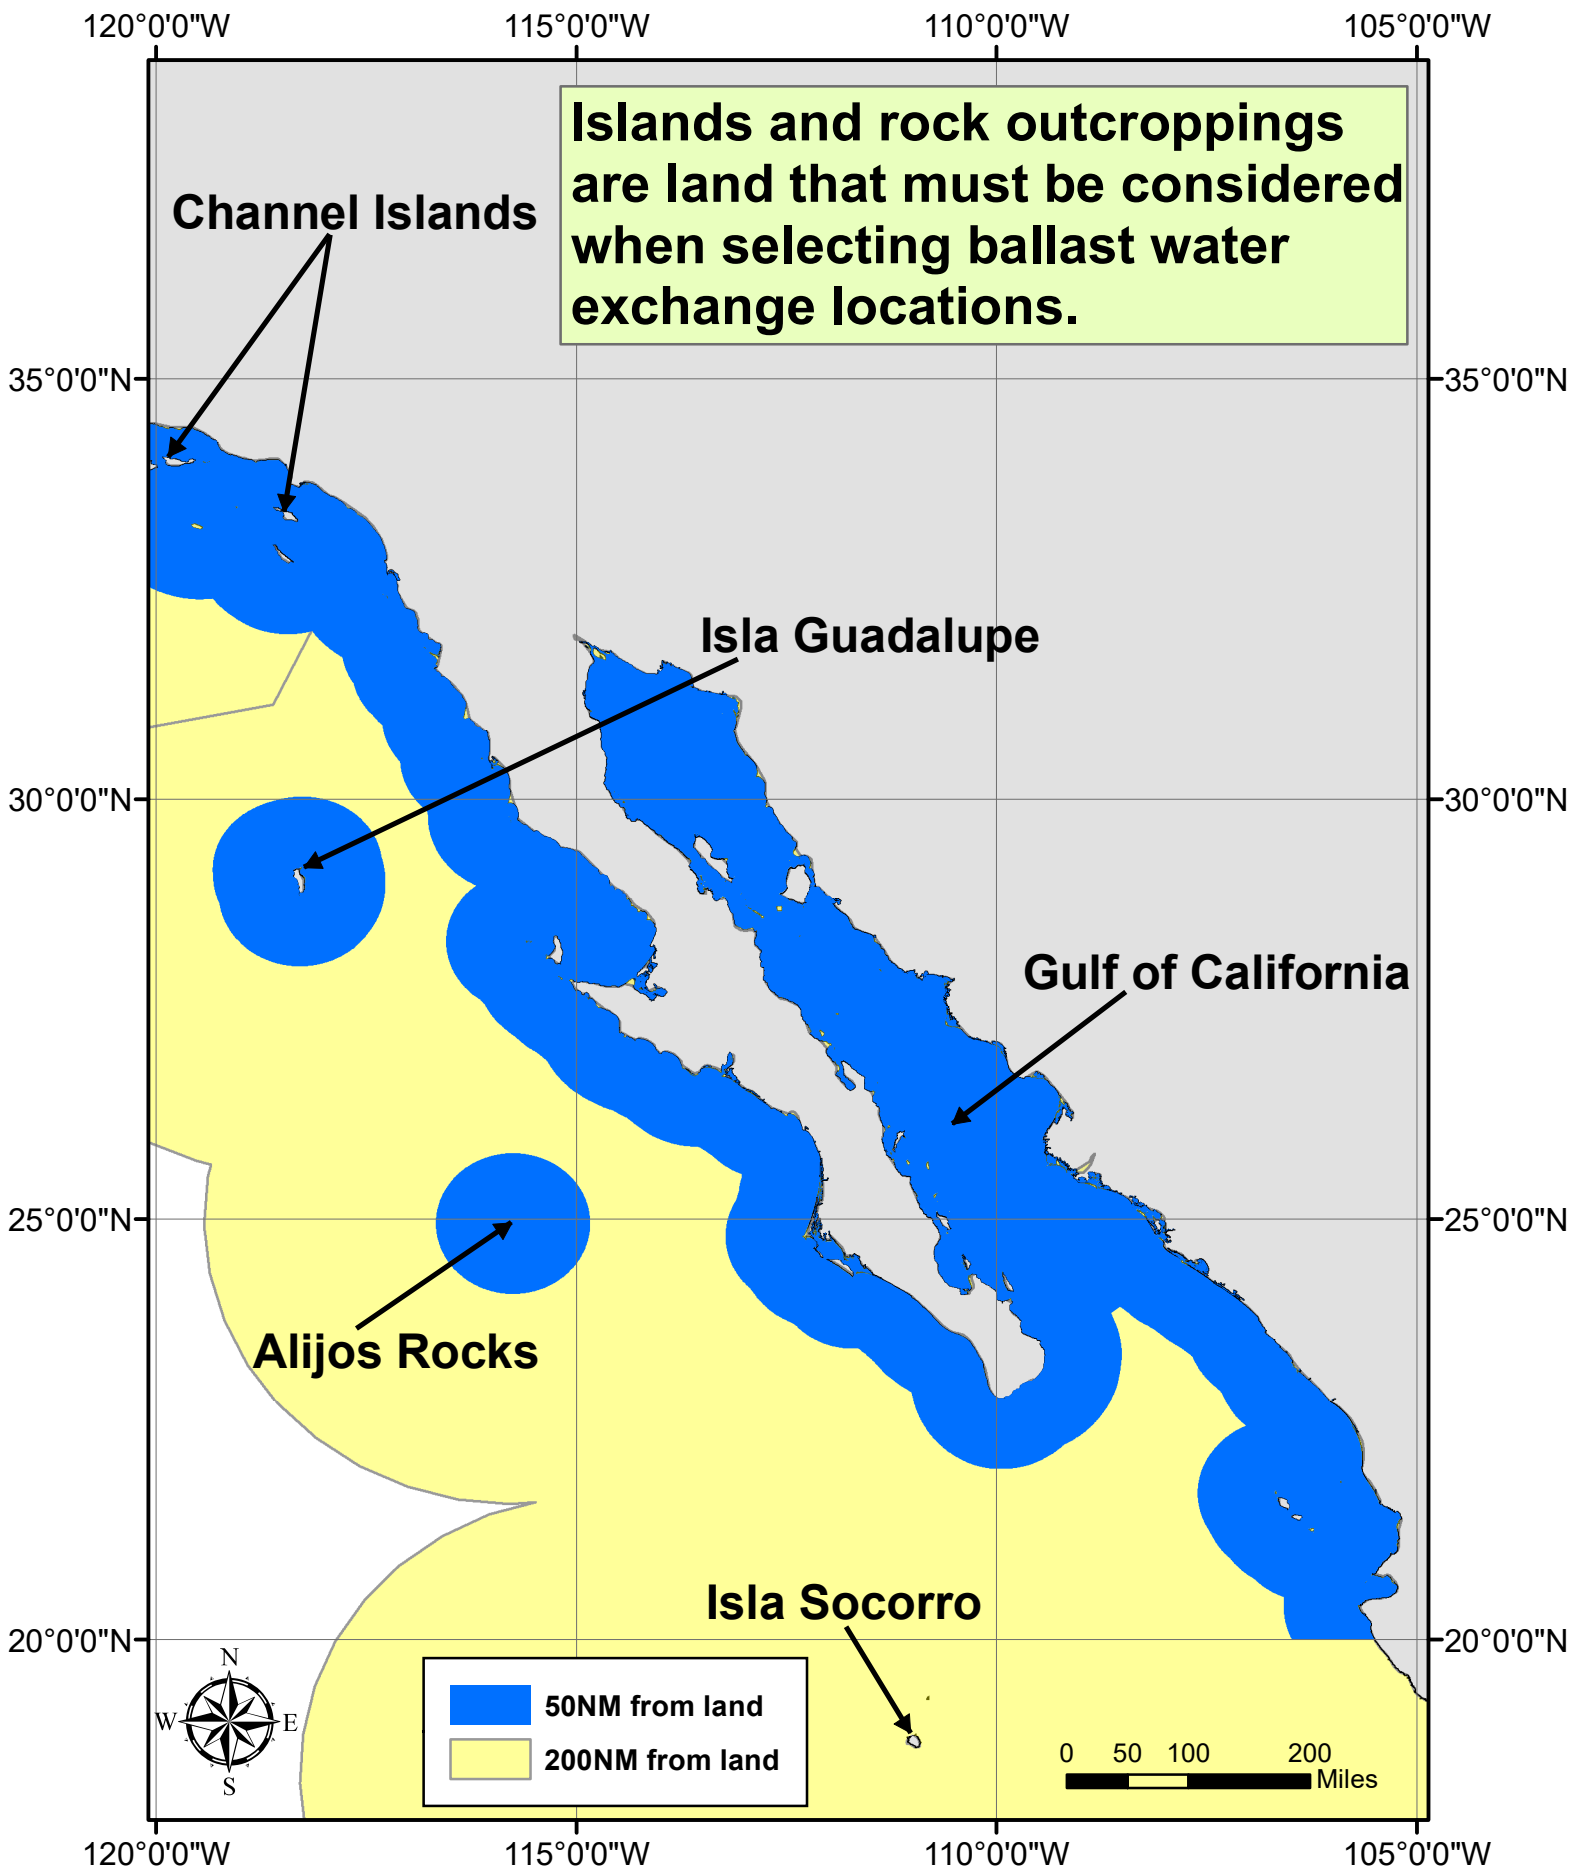 120°0'0"W 115°0'0"W 110°0'0"W 105°0'0"W
Islands and rock outcroppings
are land that must be considered
when selecting ballast water
exchange locations.
Channel Islands
35°0'0"N 35°0'0"N
Isla Guadalupe
30°0'0"N 30°0'0"N
Gulf of California
25°0'0"N 25°0'0"N
Alijos Rocks
Isla Socorro
20°0'0"N 20°0'0"N
N
W E
S
50NM from land
200NM from land
0 50 100 200
Miles
120°0'0"W 115°0'0"W 110°0'0"W 105°0'0"W